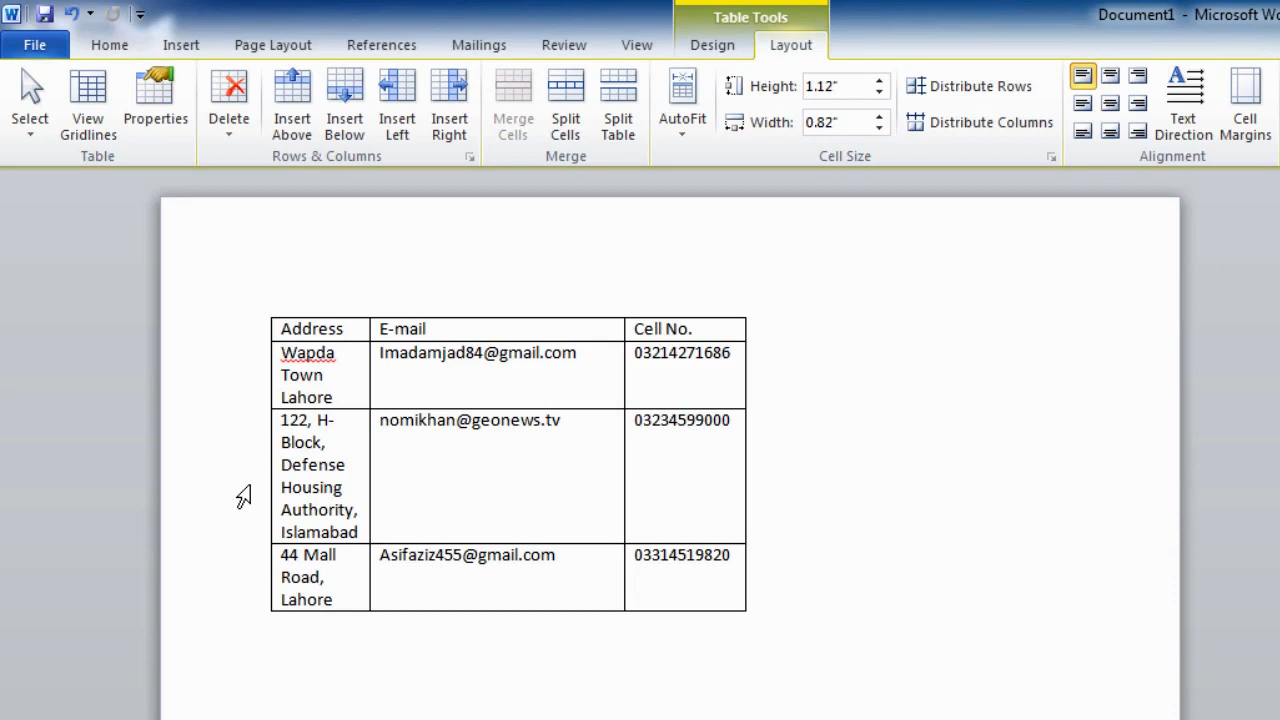 Table Tools
Document1 - Microsoft Wo
File Home Insert Page Layout References Mailings Review View Design Layout
Select
View
Gridlines
Properties
Table
Delete
Insert
Above
Insert
Below
Insert
Left
Insert
Right
Rows & Columns
Merge
Cells
Split
Cells
Split
Table
Merge
AutoFit
Height: 1.12"
Width: 0.82"
Distribute Rows
Distribute Columns
Cell Size
Text
Direction
Cell
Margins
Alignment
Address E-mail Cell No.
Wapda Imadamjad84@gmail.com 03214271686
Town
Lahore
122, H- nomikhan@geonews.tv 03234599000
Block,
Defense
Housing
Authority,
Islamabad
44 Mall Asifaziz455@gmail.com 03314519820
Road,
Lahore